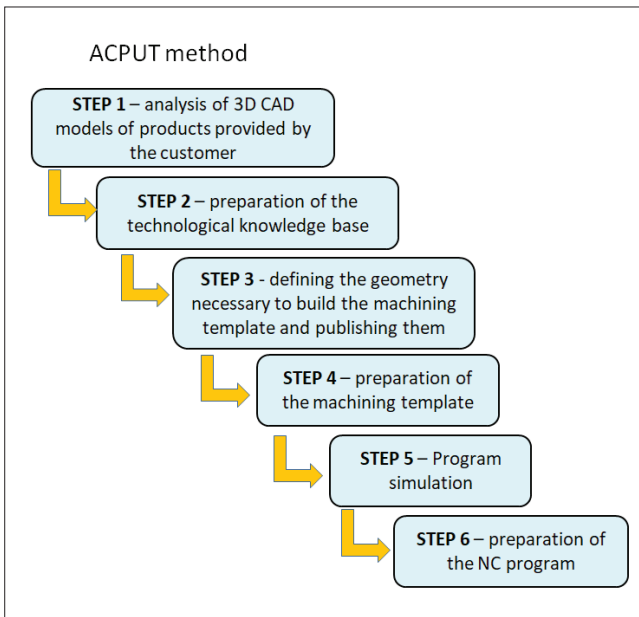 ACPUT method
STEP 1 – analysis of 3D CAD
models of products provided by
the customer
STEP 2 – preparation of the
technological knowledge base
STEP 3 - defining the geometry
necessary to build the machining
template and publishing them
STEP 4 – preparation of
the machining template
STEP 5 – Program
simulation
STEP 6 – preparation of
the NC program